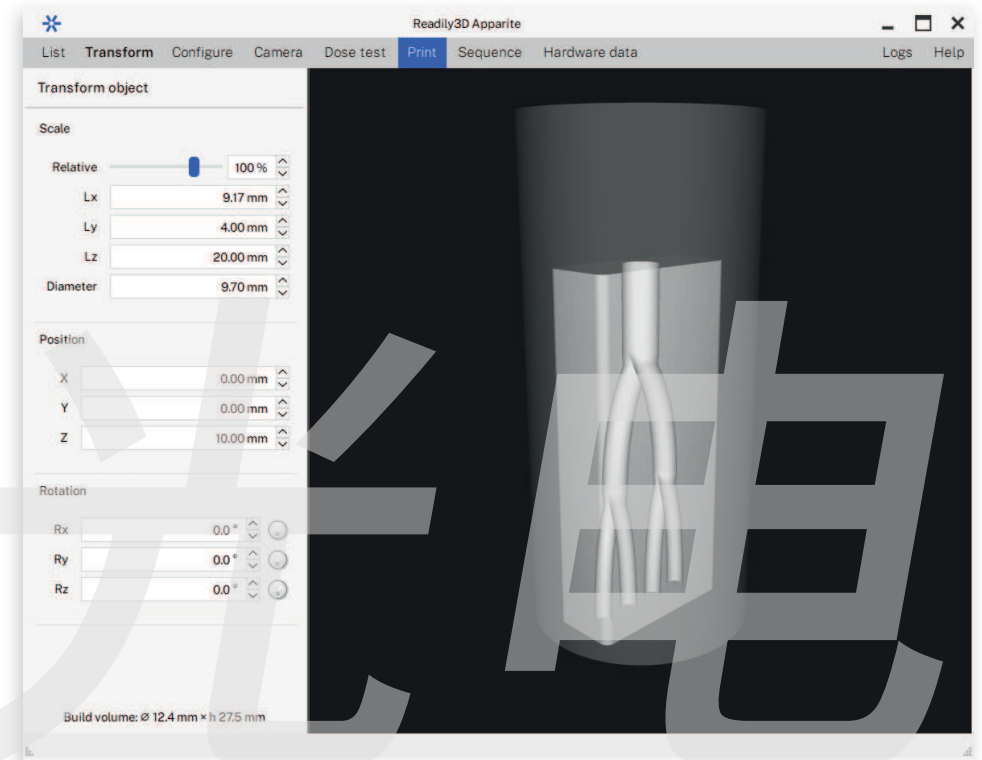 Readily3D Apparite
List Transform Configure Camera Dose test Print Sequence Hardware data Logs Help
Transform object
Scale
Relative 100 %
Lx 9.17 mm
Ly 4.00 mm
Lz 20.00 mm
Diameter 9.70 mm
Position
X 0.00 mm
Y 0.00 mm
Z 10.00 mm
Rotation
Rx 0.0 °
Ry 0.0 °
Rz 0.0 °
Build volume: Ø 12.4 mm × h 27.5 mm
光电